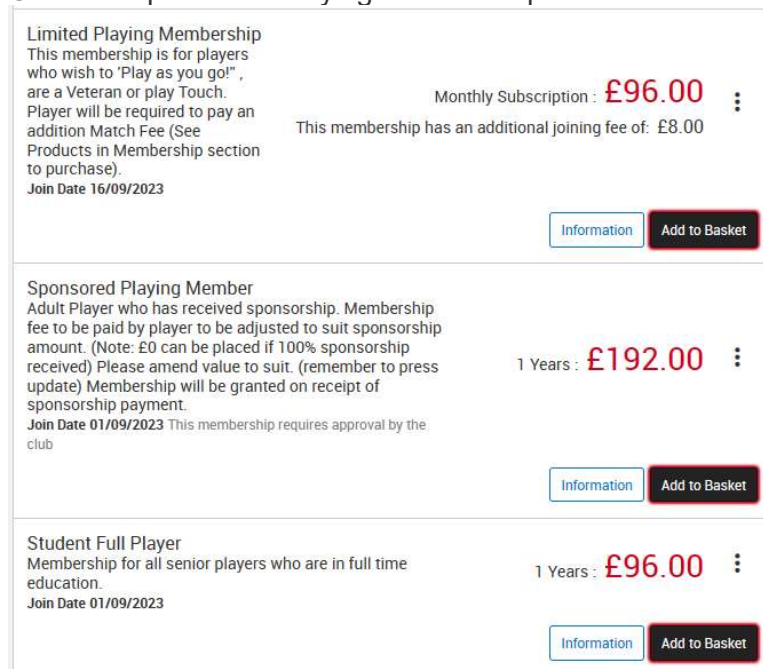 Limited Playing Membership
This membership is for players
who wish to 'Play as you go!" ,
are a Veteran or play Touch.
Player will be required to pay an
addition Match Fee (See
Products in Membership section
to purchase).
Join Date 16/09/2023
Monthly Subscription : £96.00
This membership has an additional joining fee of: £8.00
Information
Add to Basket
Sponsored Playing Member
Adult Player who has received sponsorship. Membership
fee to be paid by player to be adjusted to suit sponsorship
amount. (Note: £0 can be placed if 100% sponsorship
received) Please amend value to suit. (remember to press
update) Membership will be granted on receipt of
sponsorship payment.
Join Date 01/09/2023 This membership requires approval by the
club
1 Years : £192.00
Information
Add to Basket
Student Full Player
Membership for all senior players who are in full time
education.
Join Date 01/09/2023
1 Years : £96.00
Information
Add to Basket